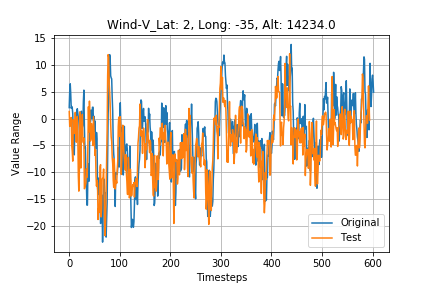 Wind-V_Lat: 2, Long: -35, Alt: 14234.0
15
10
5
0
−5
−10
−15
−20
Value Range
0 100 200 300 400 500 600
Timesteps
Original
Test